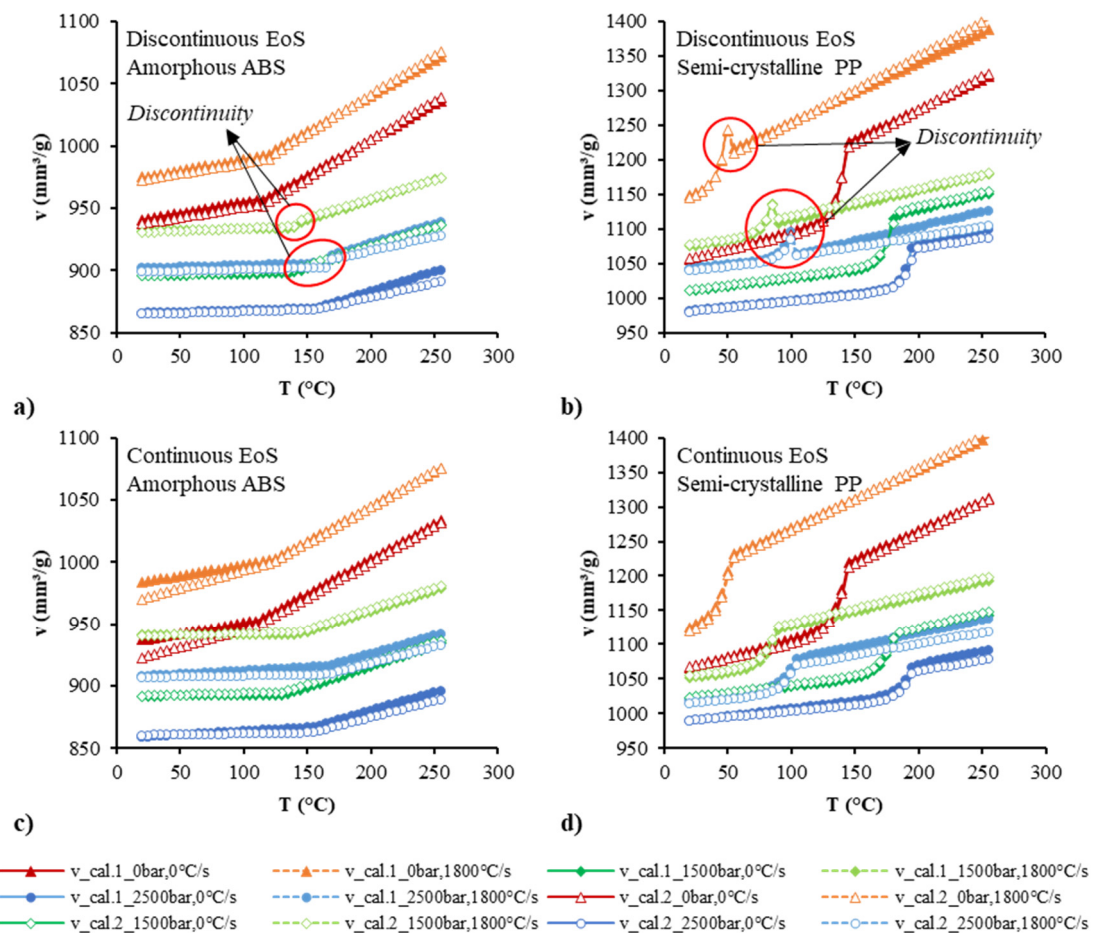 Discontinuous EoS
Amorphous ABS
Discontinuity
1100
1050
1000
950
900
850
v (mm³/g)
0
50
100
150
200
250
300
T (°C)
a)
Discontinuous EoS
Semi-crystalline PP
Discontinuity
1400
1350
1300
1250
1200
1150
1100
1050
1000
950
v (mm³/g)
0
50
100
150
200
250
300
T (°C)
b)
Continuous EoS
Amorphous ABS
1100
1050
1000
950
900
850
v (mm³/g)
0
50
100
150
200
250
300
T (°C)
c)
Continuous EoS
Semi-crystalline PP
1400
1350
1300
1250
1200
1150
1100
1050
1000
950
v (mm³/g)
0
50
100
150
200
250
300
T (°C)
d)
v_cal.1_0bar,0°C/s
v_cal.1_0bar,1800°C/s
v_cal.1_1500bar,0°C/s
v_cal.1_1500bar,1800°C/s
v_cal.1_2500bar,0°C/s
v_cal.1_2500bar,1800°C/s
v_cal.2_0bar,0°C/s
v_cal.2_0bar,1800°C/s
v_cal.2_1500bar,0°C/s
v_cal.2_1500bar,1800°C/s
v_cal.2_2500bar,0°C/s
v_cal.2_2500bar,1800°C/s